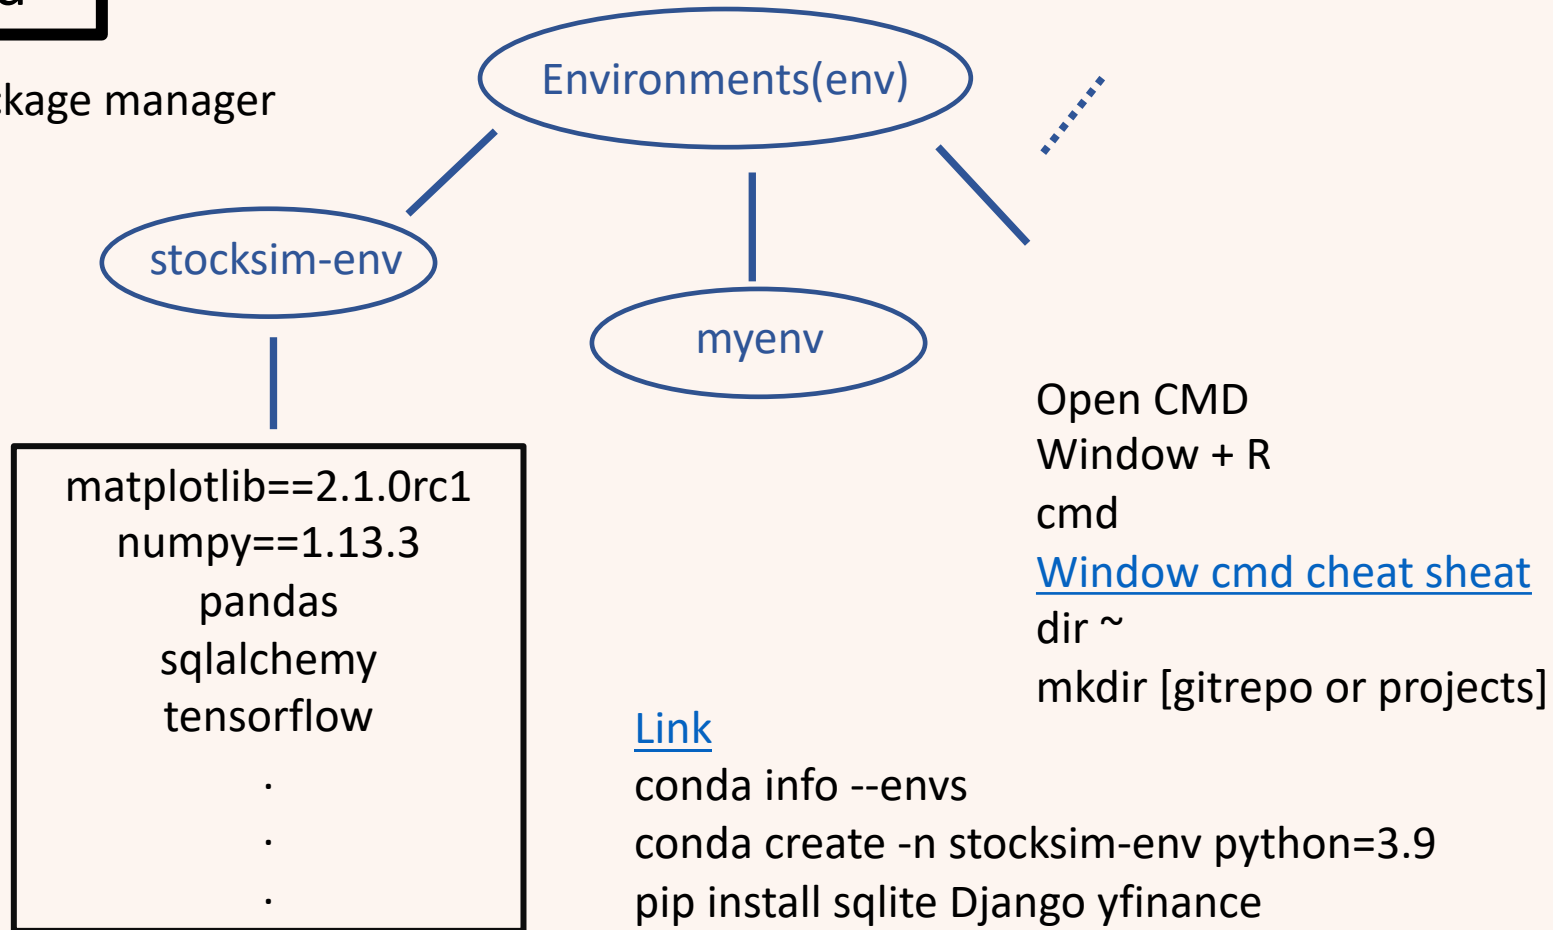 package manager
Environments(env)
stocksim-env
myenv
matplotlib==2.1.0rc1
numpy==1.13.3
pandas
sqlalchemy
tensorflow
.
.
.
Open CMD
Window + R
cmd
Window cmd cheat sheat
dir ~
mkdir [gitrepo or projects]
Link
conda info --envs
conda create -n stocksim-env python=3.9
pip install sqlite Django yfinance